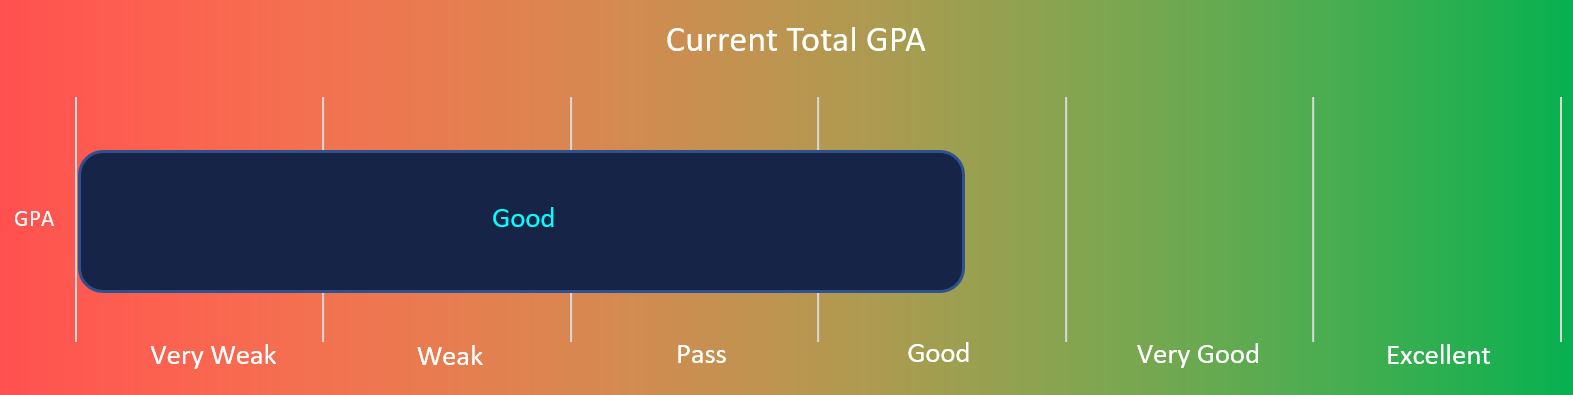 Current Total GPA
GPA
Good
Very Weak
Weak
Pass
Good
Very Good
Excellent